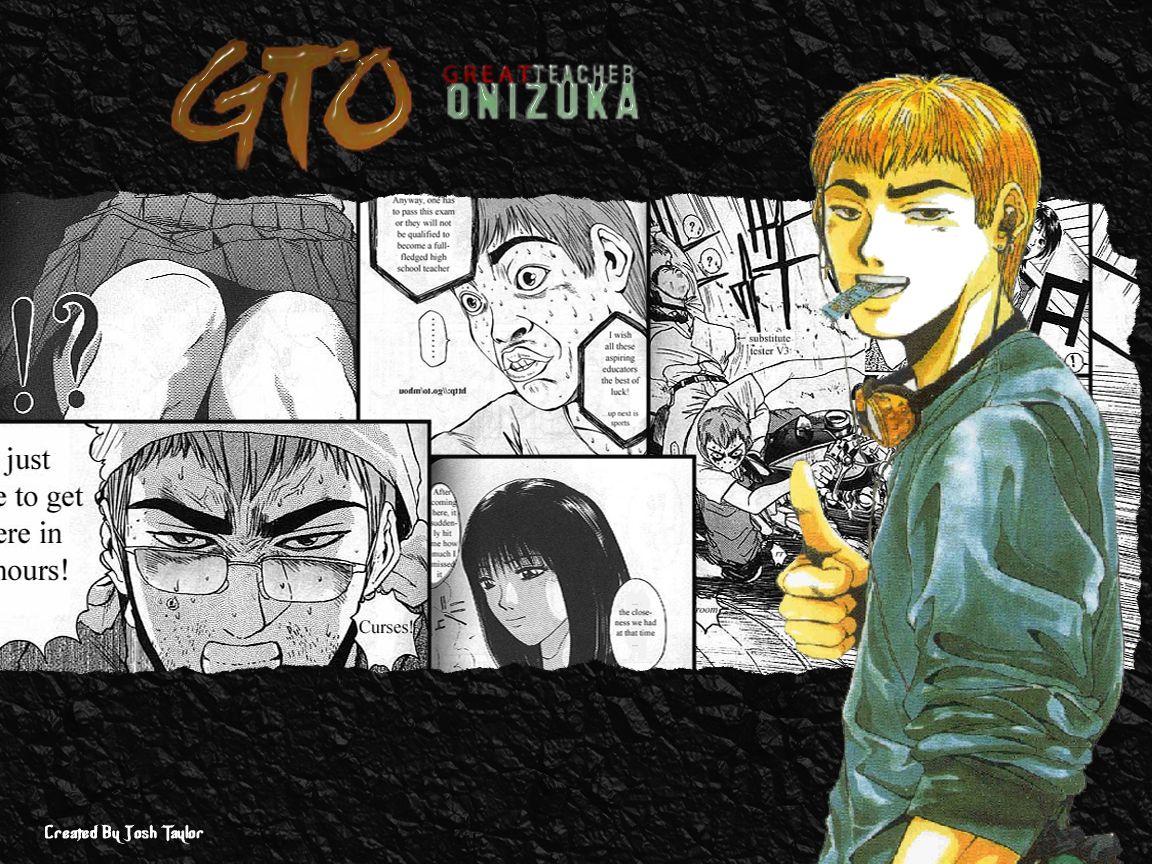 GTO
GREAT TEACHER
ONIZUKA
!?
Anyway, one has
to pass this exam
or they will not
be qualified to
become a full-
fledged high
school teacher
I wish
all these
aspiring
educators
the best of
luck!
...up next is
sports
?
?
← substitute
tester V3
!
just
e to get
ere in
hours!
Curses!
After
coming
here, it
sudden-
ly hit
me how
much I
missed
it
the close-
ness we had
at that time
room
Created By Josh Taylor